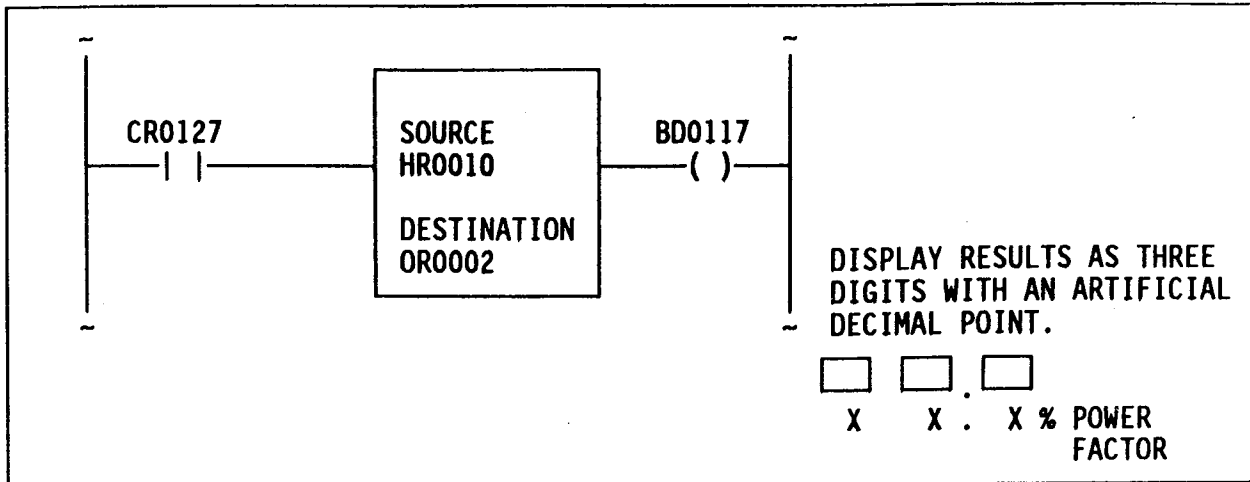 CR0127
SOURCE
HR0010
DESTINATION
OR0002
BD0117
( )
DISPLAY RESULTS AS THREE
DIGITS WITH AN ARTIFICIAL
DECIMAL POINT.
.
X X . X % POWER
FACTOR